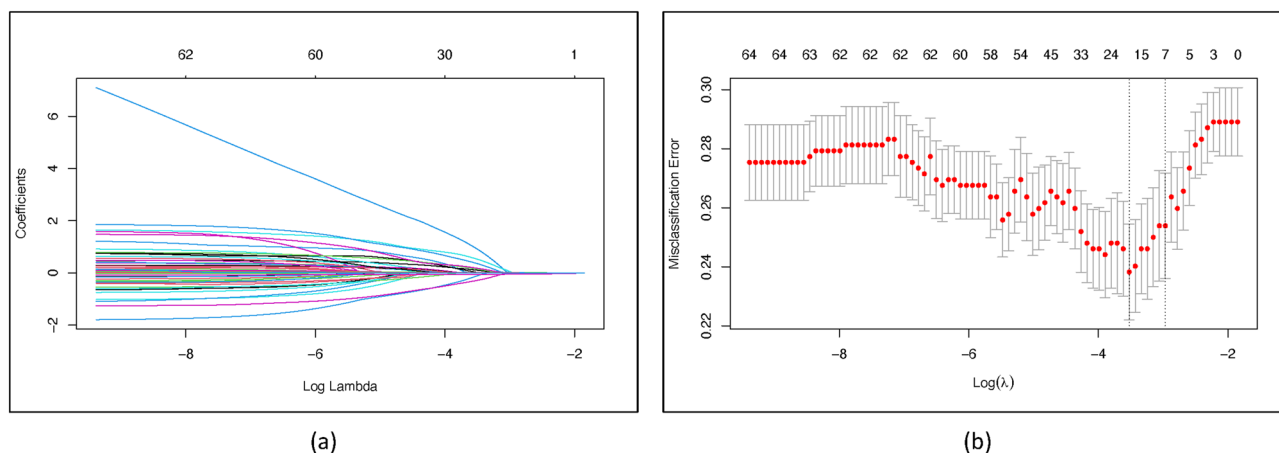 62 60 30 1
Coefficients
6
4
2
0
−2
−8 −6 −4 −2
Log Lambda
(a)
64 64 63 62 62 62 62 60 58 54 45 33 24 15 7 5 3 0
Misclassification Error
0.30
0.28
0.26
0.24
0.22
−8 −6 −4 −2
Log(λ)
(b)